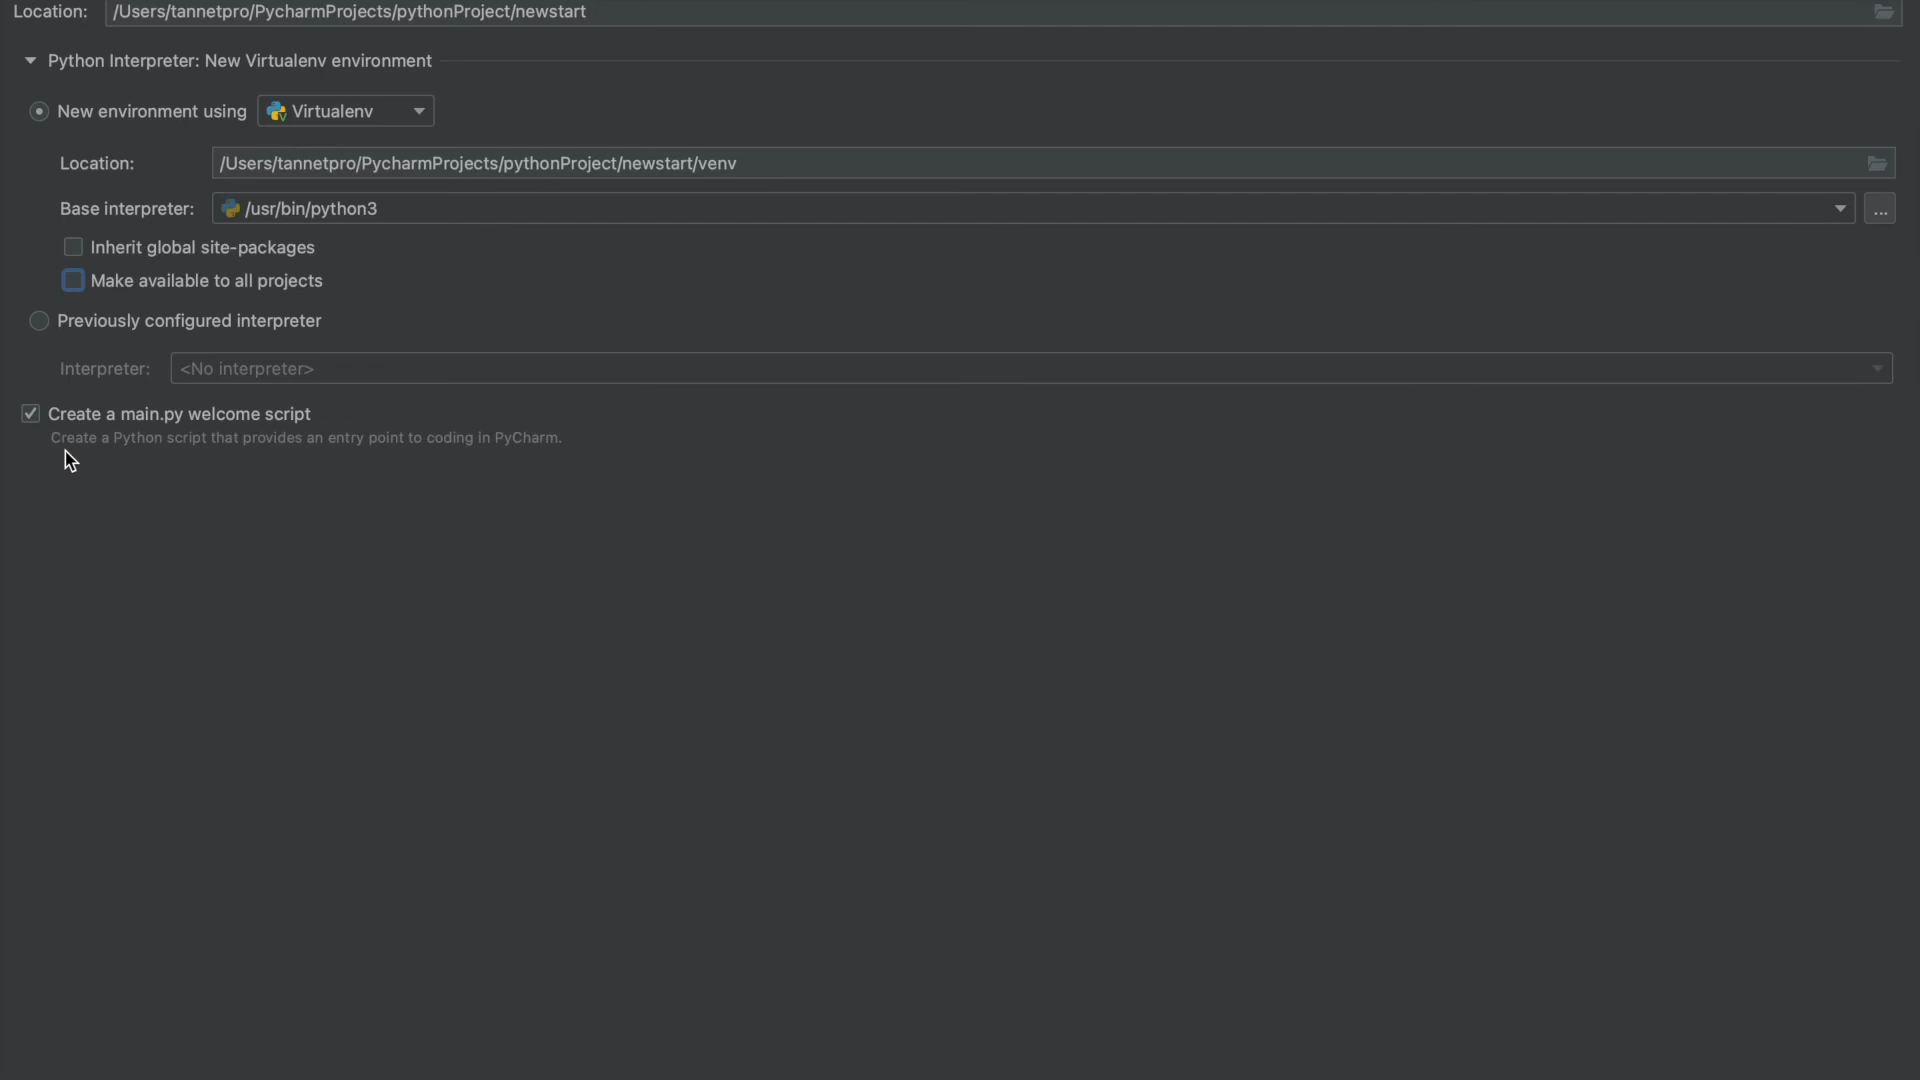 Location: /Users/tannetpro/PycharmProjects/pythonProject/newstart
Python Interpreter: New Virtualenv environment
New environment using Virtualenv
Location: /Users/tannetpro/PycharmProjects/pythonProject/newstart/venv
Base interpreter: /usr/bin/python3 ...
Inherit global site-packages
Make available to all projects
Previously configured interpreter
Interpreter: <No interpreter>
Create a main.py welcome script
Create a Python script that provides an entry point to coding in PyCharm.